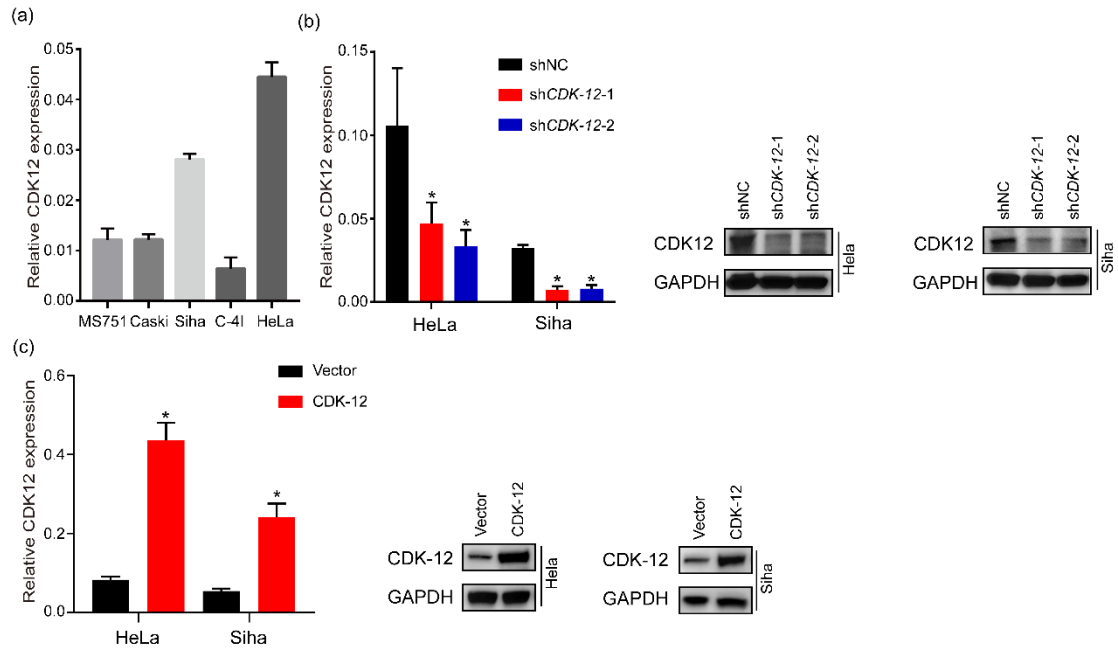 (a)
Relative CDK12 expression
0.05
0.04
0.03
0.02
0.01
0.00
MS751 Caski Siha C-4I HeLa
(b)
Relative CDK12 expression
0.15
0.10
0.05
0.00
shNC
shCDK-12-1
shCDK-12-2
* *
* *
HeLa Siha
shNC shCDK-12-1 shCDK-12-2
CDK12
GAPDH
Hela
shNC shCDK-12-1 shCDK-12-2
CDK12
GAPDH
Siha
(c)
Relative CDK12 expression
0.6
0.4
0.2
0.0
Vector
CDK-12
*
*
HeLa Siha
Vector CDK-12
CDK-12
GAPDH
Hela
Vector CDK-12
CDK-12
GAPDH
Siha